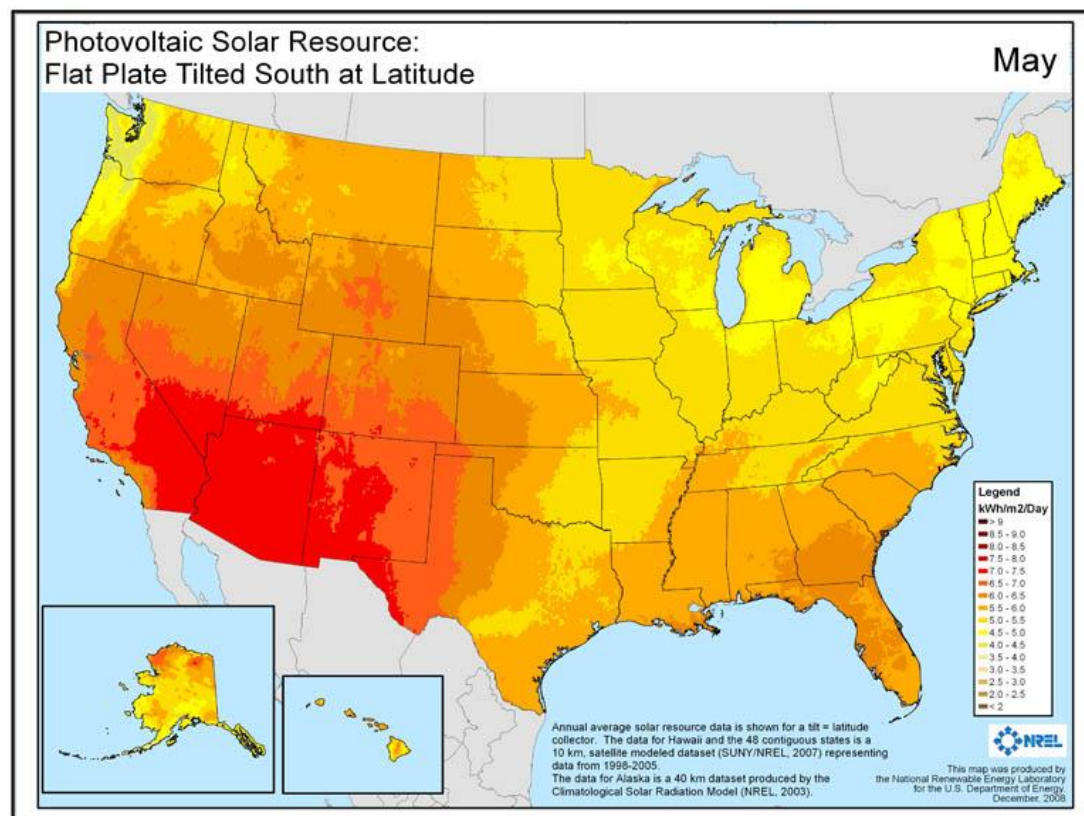 Photovoltaic Solar Resource:
Flat Plate Tilted South at Latitude
May
Legend
kWh/m2/Day
> 9
8.5 - 9.0
8.0 - 8.5
7.5 - 8.0
7.0 - 7.5
6.5 - 7.0
6.0 - 6.5
5.5 - 6.0
5.0 - 5.5
4.5 - 5.0
4.0 - 4.5
3.5 - 4.0
3.0 - 3.5
2.5 - 3.0
2.0 - 2.5
< 2
Annual average solar resource data is shown for a tilt = latitude
collector. The data for Hawaii and the 48 contiguous states is a
10 km, satellite modeled dataset (SUNY/NREL, 2007) representing
data from 1998-2005.
The data for Alaska is a 40 km dataset produced by the
Climatological Solar Radiation Model (NREL, 2003).
NREL
This map was produced by
the National Renewable Energy Laboratory
for the U.S. Department of Energy.
December, 2008